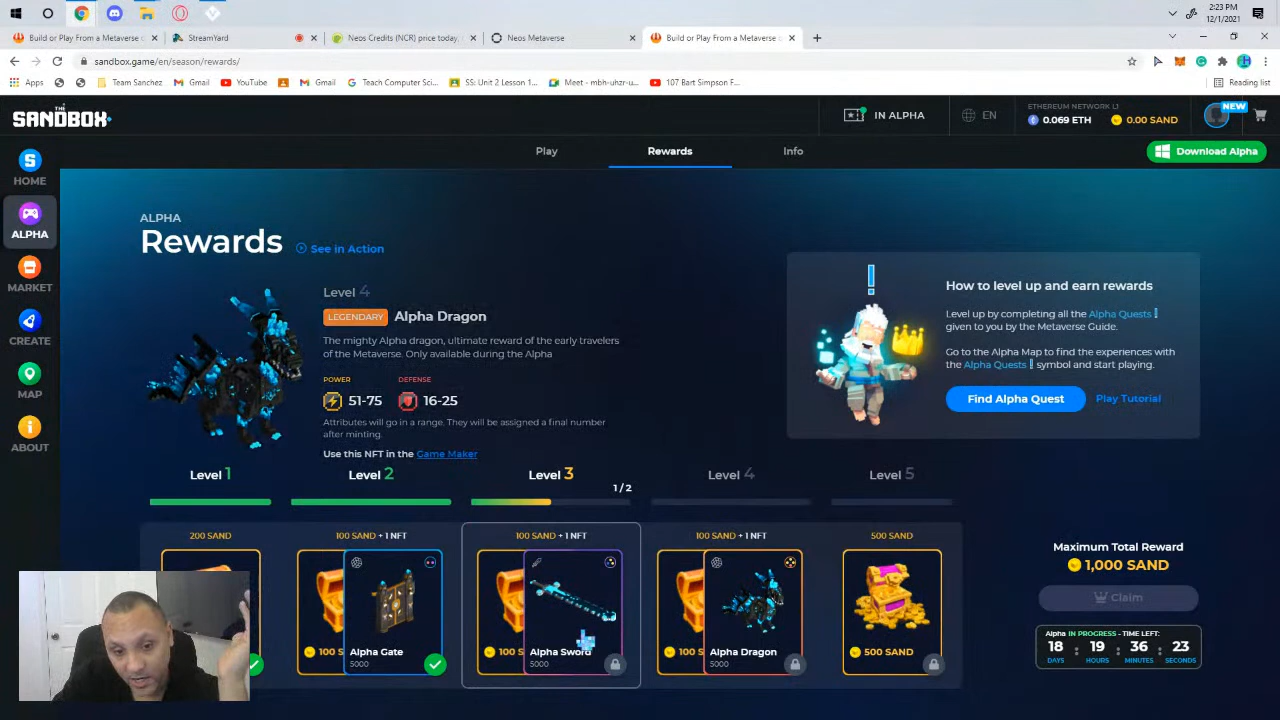 2:23 PM
12/1/2021
Build or Play From a Metaverse
StreamYard
Neos Credits (NCR) price today,
Neos Metaverse
Build or Play From a Metaverse
sandbox.game/en/season/rewards/
Apps
Team Sanchez
Gmail
YouTube
Gmail
Teach Computer Sci...
SS: Unit 2 Lesson 1...
Meet - mbh-uhzr-u...
107 Bart Simpson F...
Reading list
THE SANDBOX
IN ALPHA
EN
ETHEREUM NETWORK L1
0.069 ETH
0.00 SAND
NEW
Play
Rewards
Info
Download Alpha
HOME
ALPHA
MARKET
CREATE
MAP
ABOUT
ALPHA
Rewards
See in Action
Level 4
LEGENDARY Alpha Dragon
The mighty Alpha dragon, ultimate reward of the early travelers
of the Metaverse. Only available during the Alpha
POWER
DEFENSE
51-75
16-25
Attributes will go in a range. They will be assigned a final number
after minting.
Use this NFT in the Game Maker
How to level up and earn rewards
Level up by completing all the Alpha Quests !
given to you by the Metaverse Guide.
Go to the Alpha Map to find the experiences with
the Alpha Quests ! symbol and start playing.
Find Alpha Quest
Play Tutorial
Level 1
Level 2
Level 3
Level 4
Level 5
1 / 2
200 SAND
100 SAND + 1 NFT
100 SAND + 1 NFT
100 SAND + 1 NFT
500 SAND
100 S
Alpha Gate
5000
100 S
Alpha Sword
5000
100 S
Alpha Dragon
5000
500 SAND
Maximum Total Reward
1,000 SAND
Claim
Alpha IN PROGRESS - TIME LEFT:
18 : 19 : 36 : 23
DAYS HOURS MINUTES SECONDS